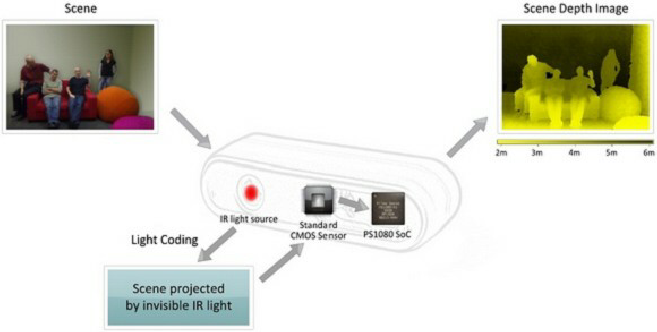 Scene
Scene Depth Image
2m 3m 4m 5m 6m
IR light source
Standard
CMOS Sensor
PS1080 SoC
Light Coding
Scene projected
by invisible IR light